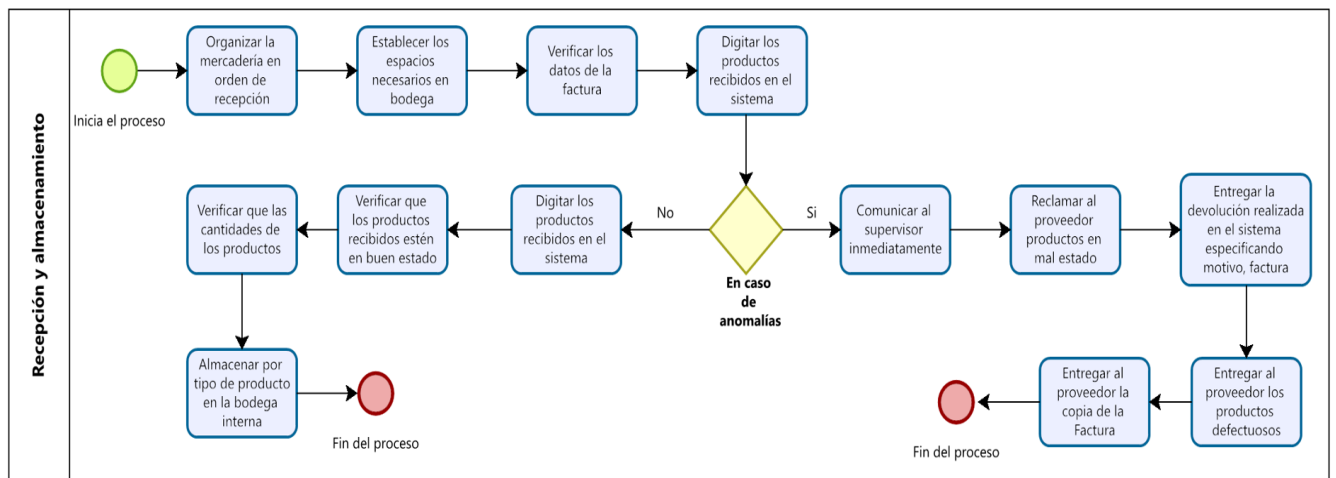 Recepción y almacenamiento
Inicia el proceso
Organizar la
mercadería en
orden de
recepción
Establecer los
espacios
necesarios en
bodega
Verificar los
datos de la
factura
Digitar los
productos
recibidos en el
sistema
En caso
de
anomalías
No
Digitar los
productos
recibidos en el
sistema
Verificar que
los productos
recibidos estén
en buen estado
Verificar que las
cantidades de
los productos
Almacenar por
tipo de producto
en la bodega
interna
Fin del proceso
Si
Comunicar al
supervisor
inmediatamente
Reclamar al
proveedor
productos en
mal estado
Entregar la
devolución realizada
en el sistema
especificando
motivo, factura
Entregar al
proveedor los
productos
defectuosos
Entregar al
proveedor la
copia de la
Factura
Fin del proceso